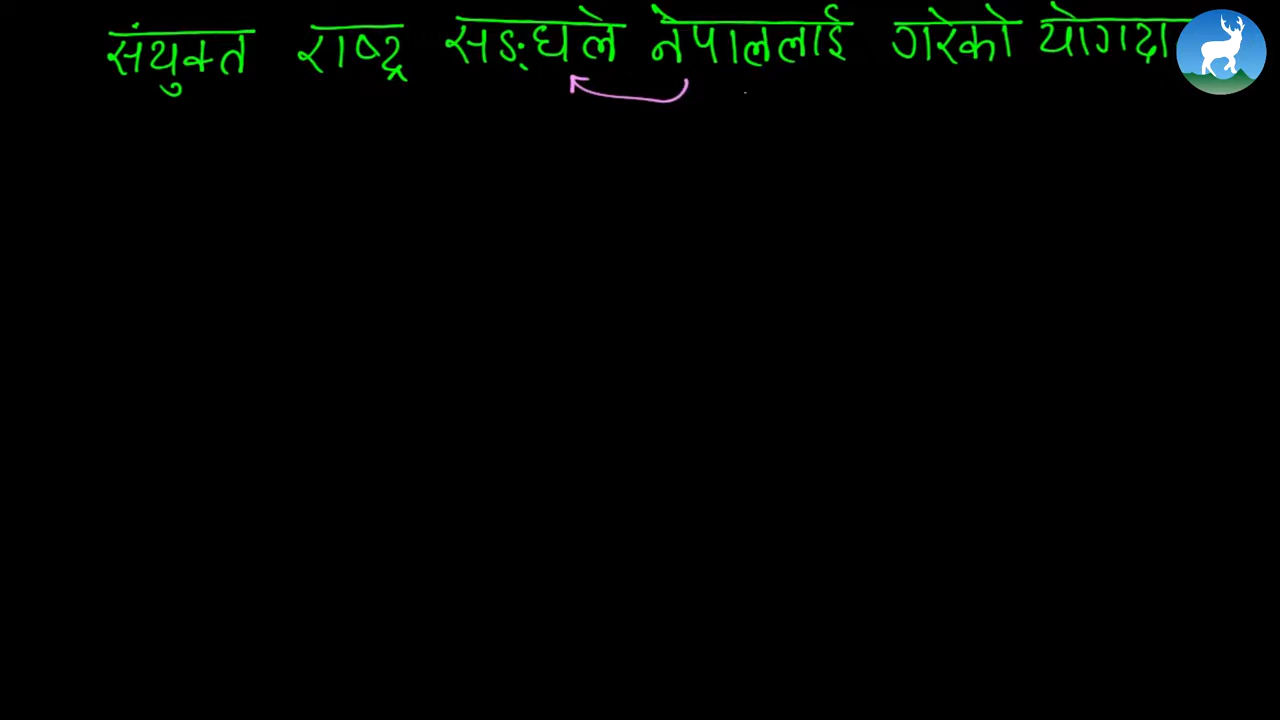 संयुक्त राष्ट्र सङ्घले नेपाललाई गरेको योगदा